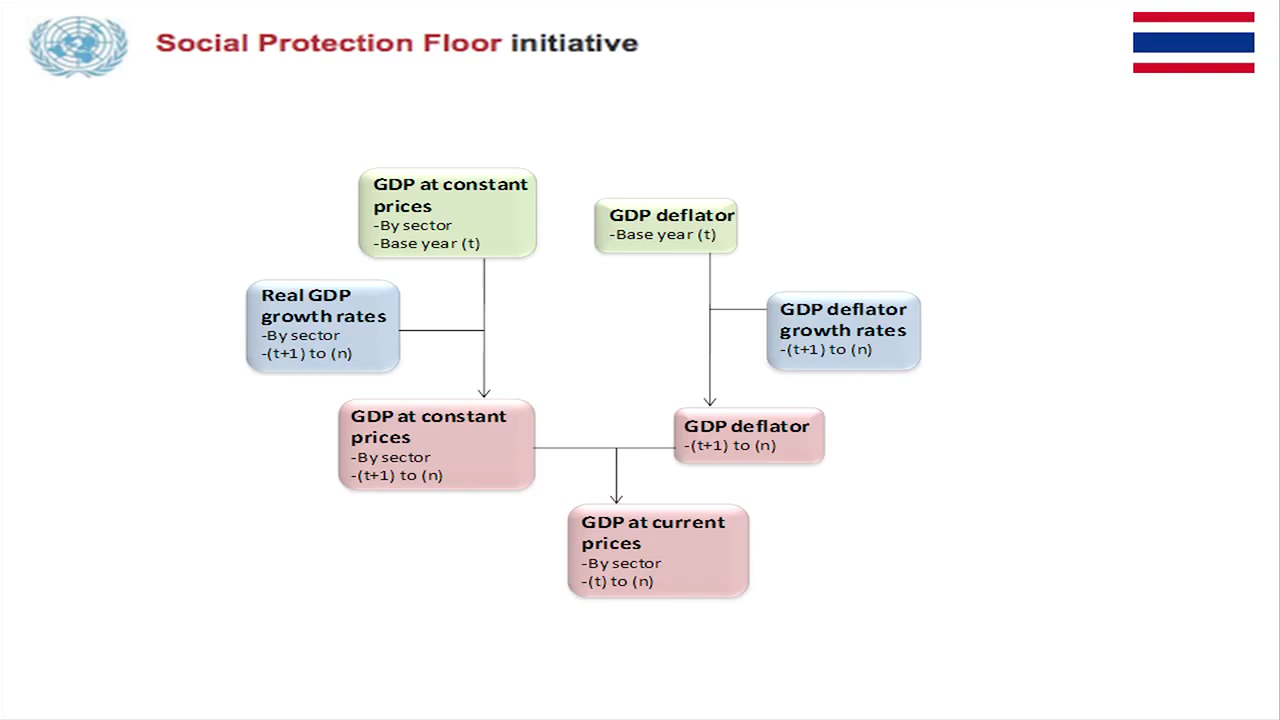 Social Protection Floor initiative
GDP at constant
prices
-By sector
-Base year (t)
GDP deflator
-Base year (t)
Real GDP
growth rates
-By sector
-(t+1) to (n)
GDP deflator
growth rates
-(t+1) to (n)
GDP at constant
prices
-By sector
-(t+1) to (n)
GDP deflator
-(t+1) to (n)
GDP at current
prices
-By sector
-(t) to (n)